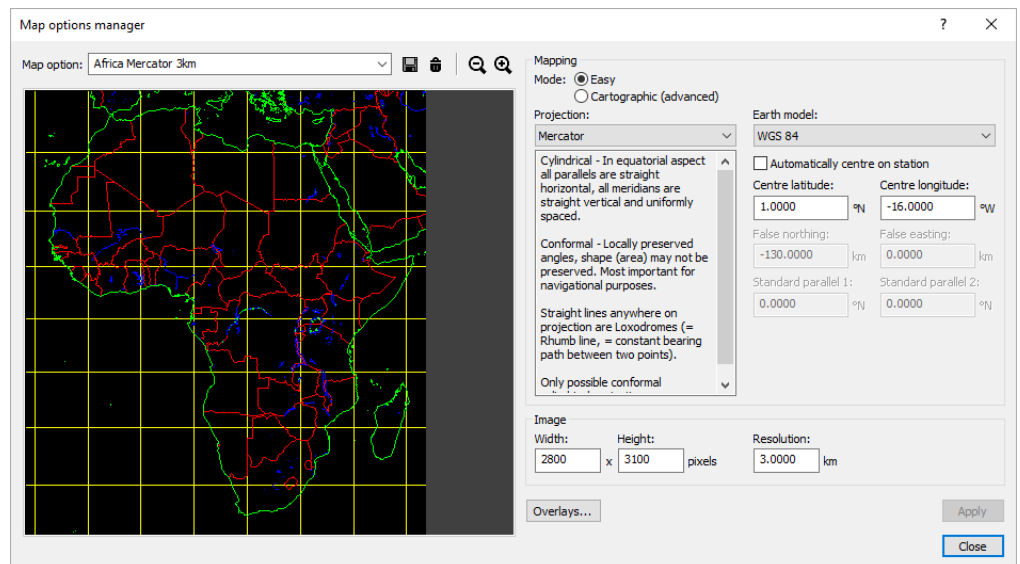 Map options manager
?
Map option: Africa Mercator 3km
Mapping
Mode: Easy
Cartographic (advanced)
Projection:
Mercator
Cylindrical - In equatorial aspect
all parallels are straight
horizontal, all meridians are
straight vertical and uniformly
spaced.
Conformal - Locally preserved
angles, shape (area) may not be
preserved. Most important for
navigational purposes.
Straight lines anywhere on
projection are Loxodromes (=
Rhumb line, = constant bearing
path between two points).
Only possible conformal
Earth model:
WGS 84
Automatically centre on station
Centre latitude: Centre longitude:
1.0000 ºN -16.0000 ºW
False northing: False easting:
-130.0000 km 0.0000 km
Standard parallel 1: Standard parallel 2:
0.0000 ºN 0.0000 ºN
Image
Width: Height: Resolution:
2800 x 3100 pixels 3.0000 km
Overlays...
Apply
Close